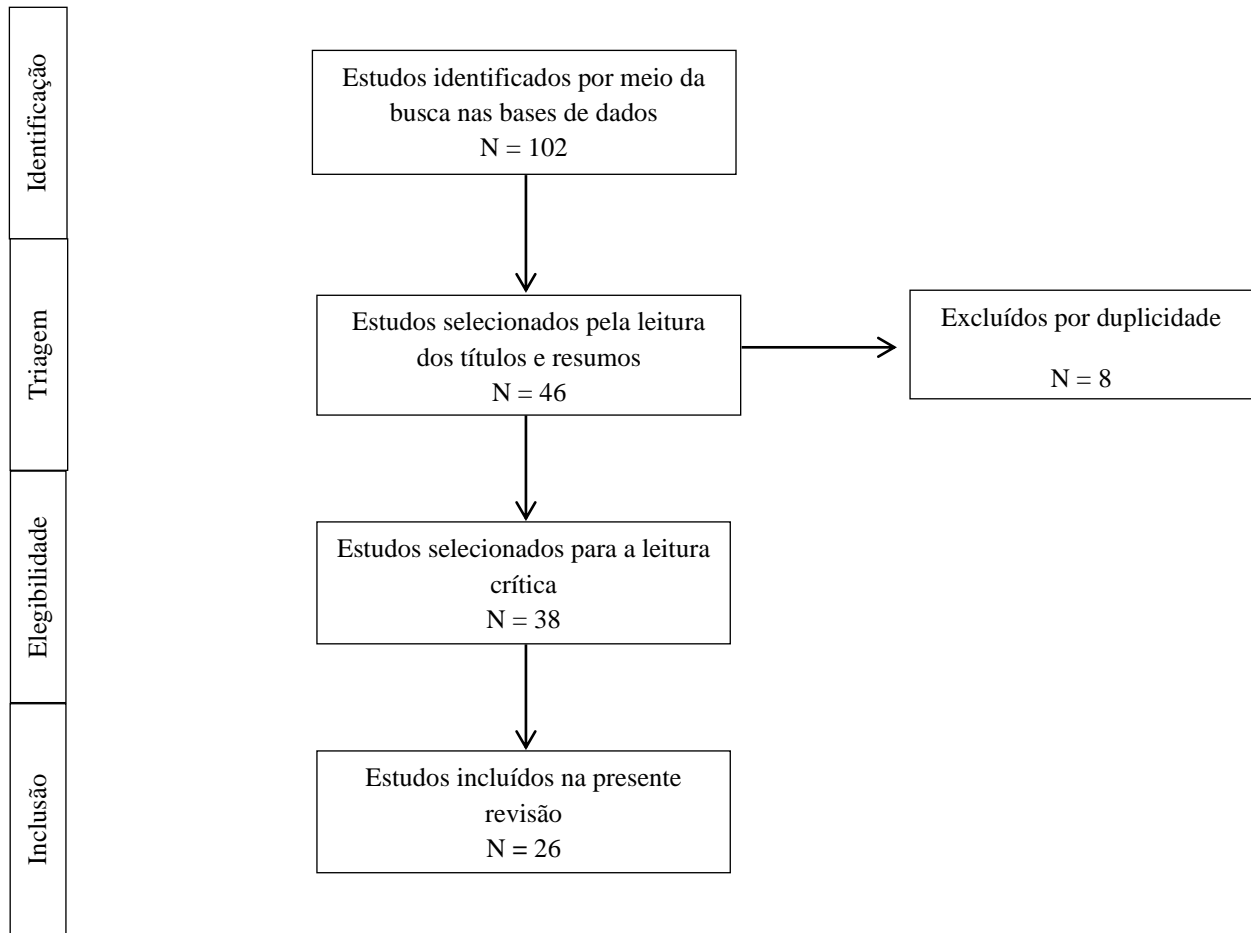 Identificação
Estudos identificados por meio da
busca nas bases de dados
N = 102
Triagem
Estudos selecionados pela leitura
dos títulos e resumos
N = 46
Excluídos por duplicidade
N = 8
Elegibilidade
Estudos selecionados para a leitura
crítica
N = 38
Inclusão
Estudos incluídos na presente
revisão
N = 26